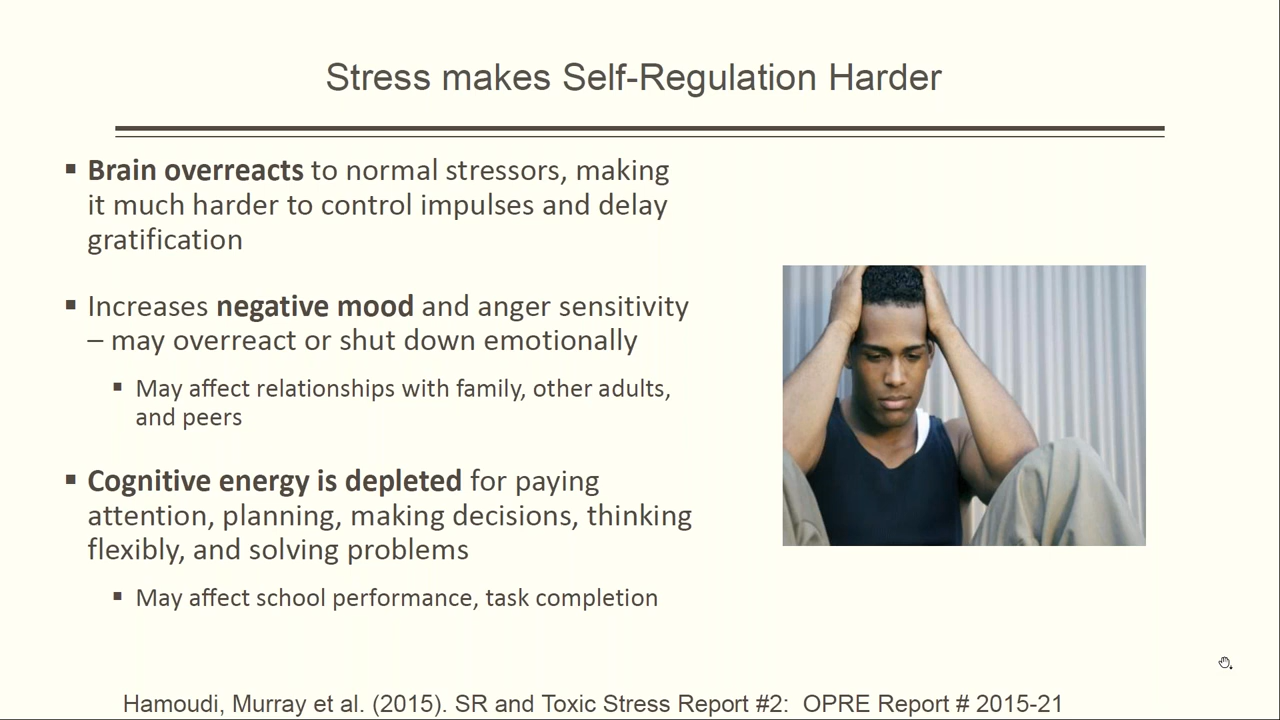 Stress makes Self-Regulation Harder
Brain overreacts to normal stressors, making
it much harder to control impulses and delay
gratification
Increases negative mood and anger sensitivity
– may overreact or shut down emotionally
May affect relationships with family, other adults,
and peers
Cognitive energy is depleted for paying
attention, planning, making decisions, thinking
flexibly, and solving problems
May affect school performance, task completion
Hamoudi, Murray et al. (2015). SR and Toxic Stress Report #2:  OPRE Report # 2015-21